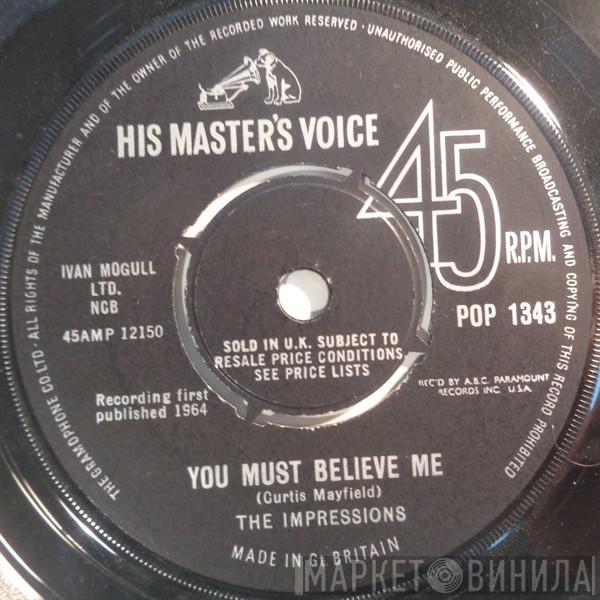 THE GRAMOPHONE CO LTD · ALL RIGHTS OF THE MANUFACTURER AND OF THE OWNER OF THE RECORDED WORK RESERVED · UNAUTHORISED PUBLIC PERFORMANCE BROADCASTING AND COPYING OF THIS RECORD PROHIBITED
HIS MASTER'S VOICE
45 R.P.M.
POP 1343
IVAN MOGULL
LTD.
NCB
45AMP 12150
SOLD IN U.K. SUBJECT TO
RESALE PRICE CONDITIONS
SEE PRICE LISTS
Recording first
published 1964
REC'D BY A.B.C. PARAMOUNT
RECORDS INC. U.S.A.
YOU MUST BELIEVE ME
(Curtis Mayfield)
THE IMPRESSIONS
MADE IN Gt BRITAIN
МАРКЕТ ВИНИЛА